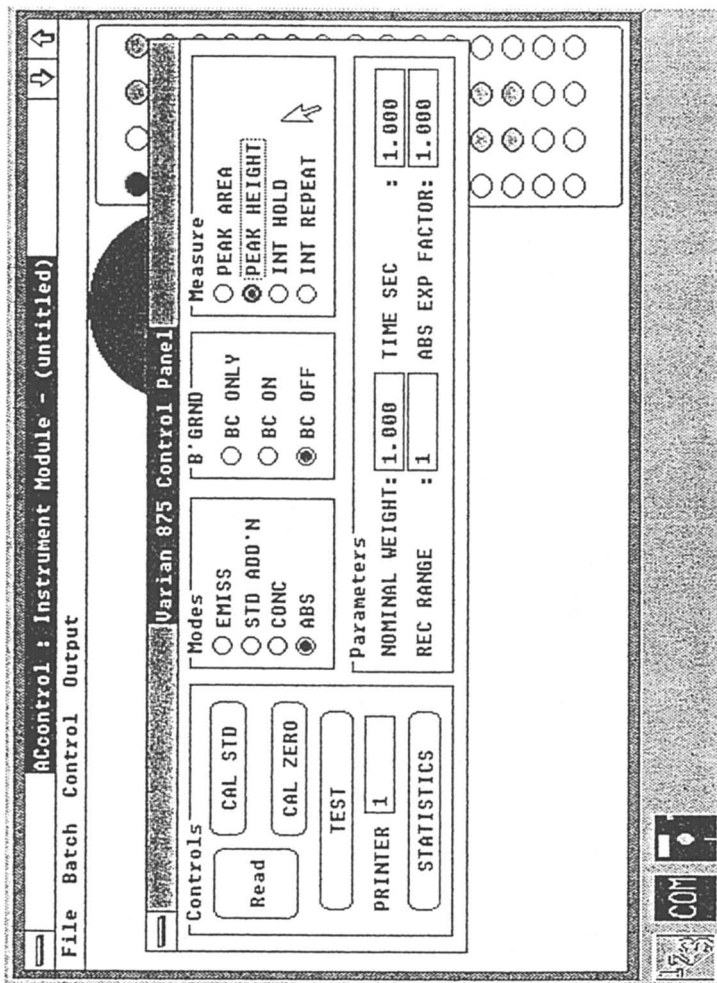 ACcontrol : Instrument Module - (untitled)
File Batch Control Output
Varian 875 Control Panel
Controls
Read
CAL STD
CAL ZERO
TEST
PRINTER 1
STATISTICS
Modes
EMISS
STD ADD'N
CONC
ABS
B'GRND
BC ONLY
BC ON
BC OFF
Measure
PEAK AREA
PEAK HEIGHT
INT HOLD
INT REPEAT
Parameters
NOMINAL WEIGHT: 1.000 TIME SEC : 1.000
REC RANGE : 1 ABS EXP FACTOR: 1.000
COM